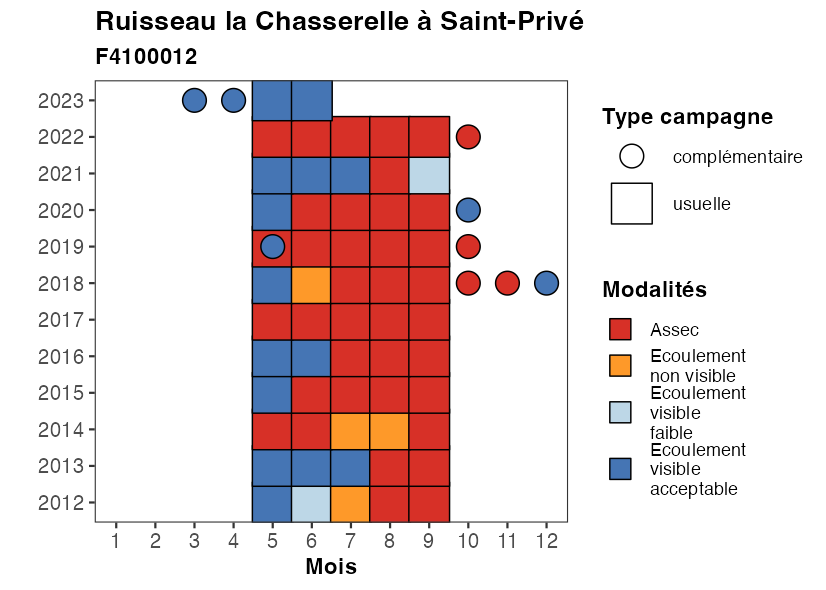 Ruisseau la Chasserelle à Saint-Privé
F4100012
2023
2022
2021
2020
2019
2018
2017
2016
2015
2014
2013
2012
1 2 3 4 5 6 7 8 9 10 11 12
Mois
Type campagne
complémentaire
usuelle
Modalités
Assec
Ecoulement
non visible
Ecoulement
visible
faible
Ecoulement
visible
acceptable